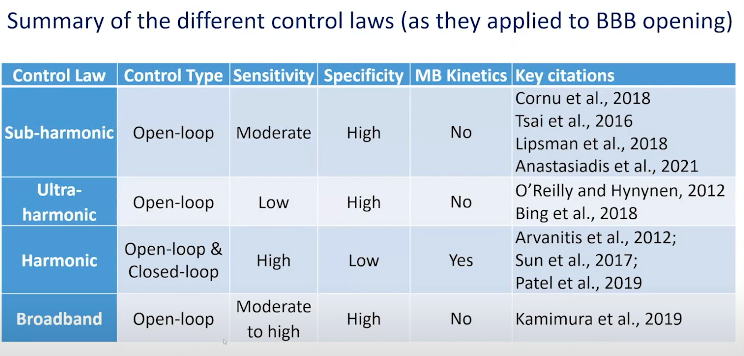 Summary of the different control laws (as they applied to BBB opening)
Control Law Control Type Sensitivity Specificity MB Kinetics Key citations
Sub-harmonic Open-loop Moderate High No
Cornu et al., 2018
Tsai et al., 2016
Lipsman et al., 2018
Anastasiadis et al., 2021
Ultra-
harmonic
Open-loop Low High No
O'Reilly and Hynynen, 2012
Bing et al., 2018
Harmonic
Open-loop &
Closed-loop
High Low Yes
Arvanitis et al., 2012;
Sun et al., 2017;
Patel et al., 2019
Broadband Open-loop
Moderate
to high
High No Kamimura et al., 2019